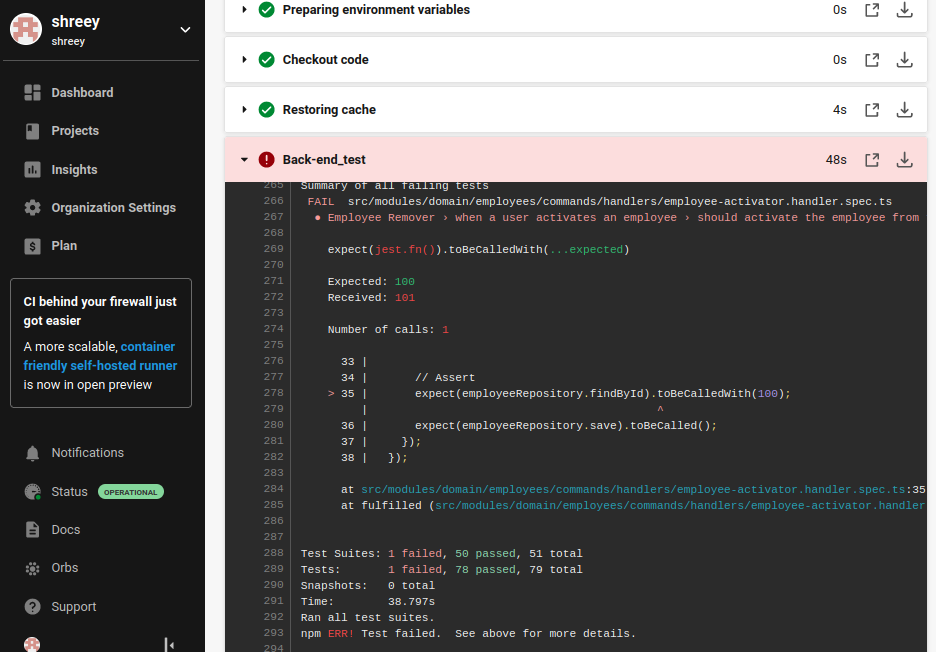 shreey
shreey
Dashboard
Projects
Insights
Organization Settings
Plan
CI behind your firewall just
got easier
A more scalable, container
friendly self-hosted runner
is now in open preview
Notifications
Status OPERATIONAL
Docs
Orbs
Support
Preparing environment variables 0s
Checkout code 0s
Restoring cache 4s
Back-end_test 48s
265 Summary of all failing tests
266 FAIL src/modules/domain/employees/commands/handlers/employee-activator.handler.spec.ts
267 ● Employee Remover › when a user activates an employee › should activate the employee from
268
269 expect(jest.fn()).toBeCalledWith(...expected)
270
271 Expected: 100
272 Received: 101
273
274 Number of calls: 1
275
276 33 |
277 34 | // Assert
278 > 35 | expect(employeeRepository.findById).toBeCalledWith(100);
279 | ^
280 36 | expect(employeeRepository.save).toBeCalled();
281 37 | });
282 38 | });
283
284 at src/modules/domain/employees/commands/handlers/employee-activator.handler.spec.ts:35
285 at fulfilled (src/modules/domain/employees/commands/handlers/employee-activator.handler
286
287
288 Test Suites: 1 failed, 50 passed, 51 total
289 Tests: 1 failed, 78 passed, 79 total
290 Snapshots: 0 total
291 Time: 38.797s
292 Ran all test suites.
293 npm ERR! Test failed. See above for more details.
294